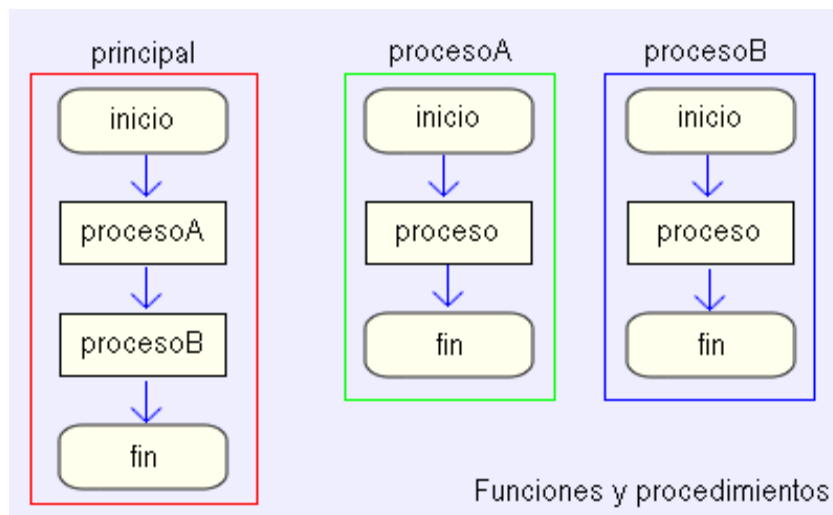 principal
inicio
procesoA
procesoB
fin
procesoA
inicio
proceso
fin
procesoB
inicio
proceso
fin
Funciones y procedimientos